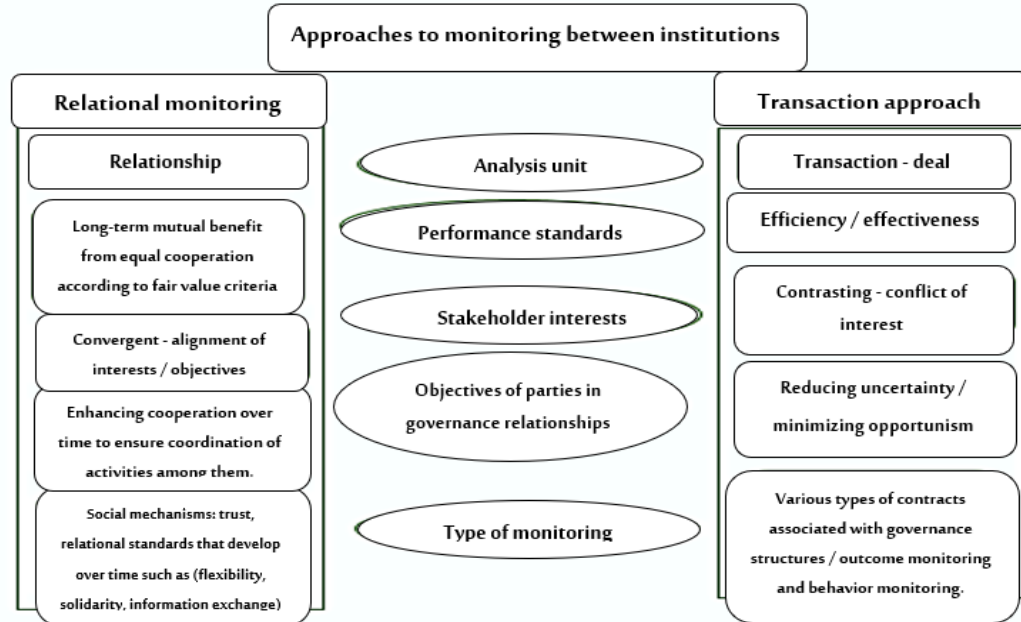 Approaches to monitoring between institutions
Relational monitoring
Transaction approach
Relationship
Analysis unit
Transaction - deal
Long-term mutual benefit
from equal cooperation
according to fair value criteria
Performance standards
Efficiency / effectiveness
Convergent - alignment of
interests / objectives
Stakeholder interests
Contrasting - conflict of
interest
Enhancing cooperation over
time to ensure coordination of
activities among them.
Objectives of parties in
governance relationships
Reducing uncertainty /
minimizing opportunism
Social mechanisms: trust,
relational standards that develop
over time such as (flexibility,
solidarity, information exchange)
Type of monitoring
Various types of contracts
associated with governance
structures / outcome monitoring
and behavior monitoring.